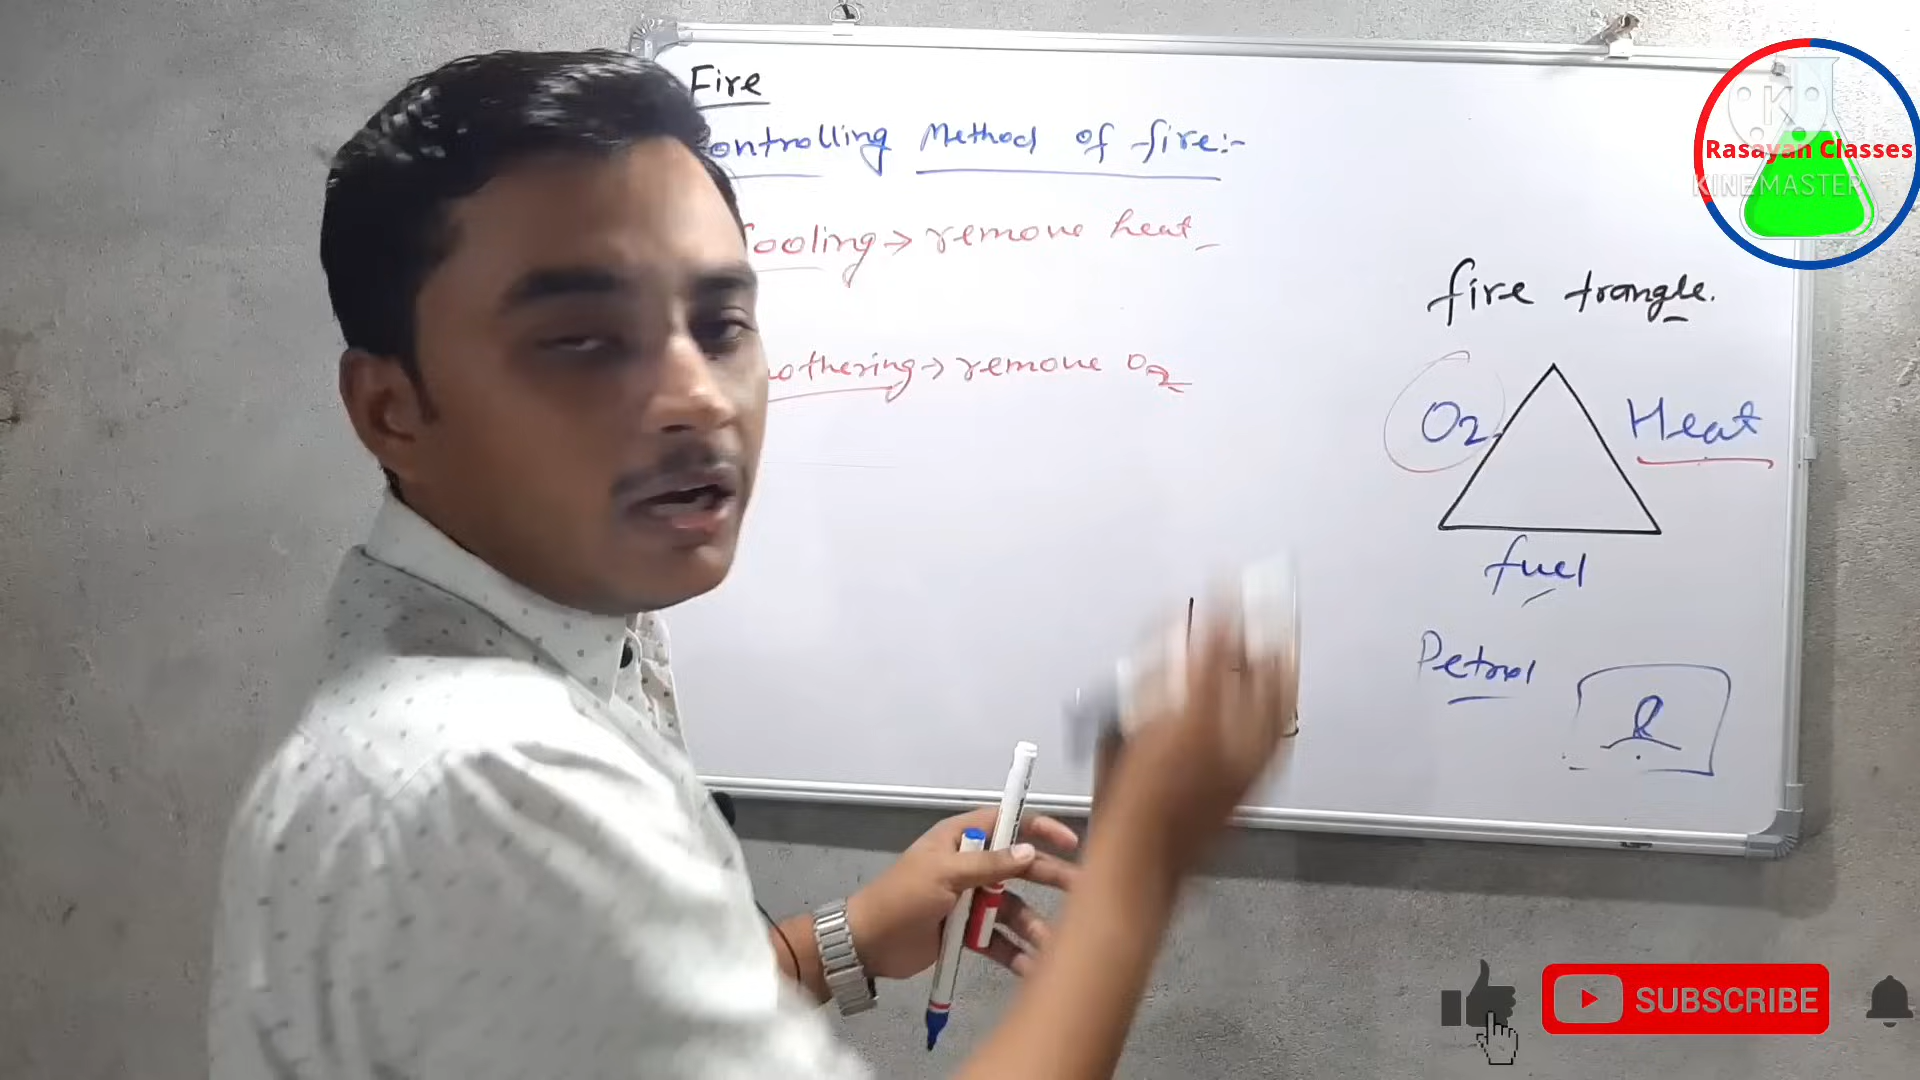 Fire
ontrolling Method of fire:-
ooling → remove heat
othering → remove O2
fire trangle.
O2
Heat
fuel
Petrol
Rasayan Classes
K
KINEMASTER
SUBSCRIBE